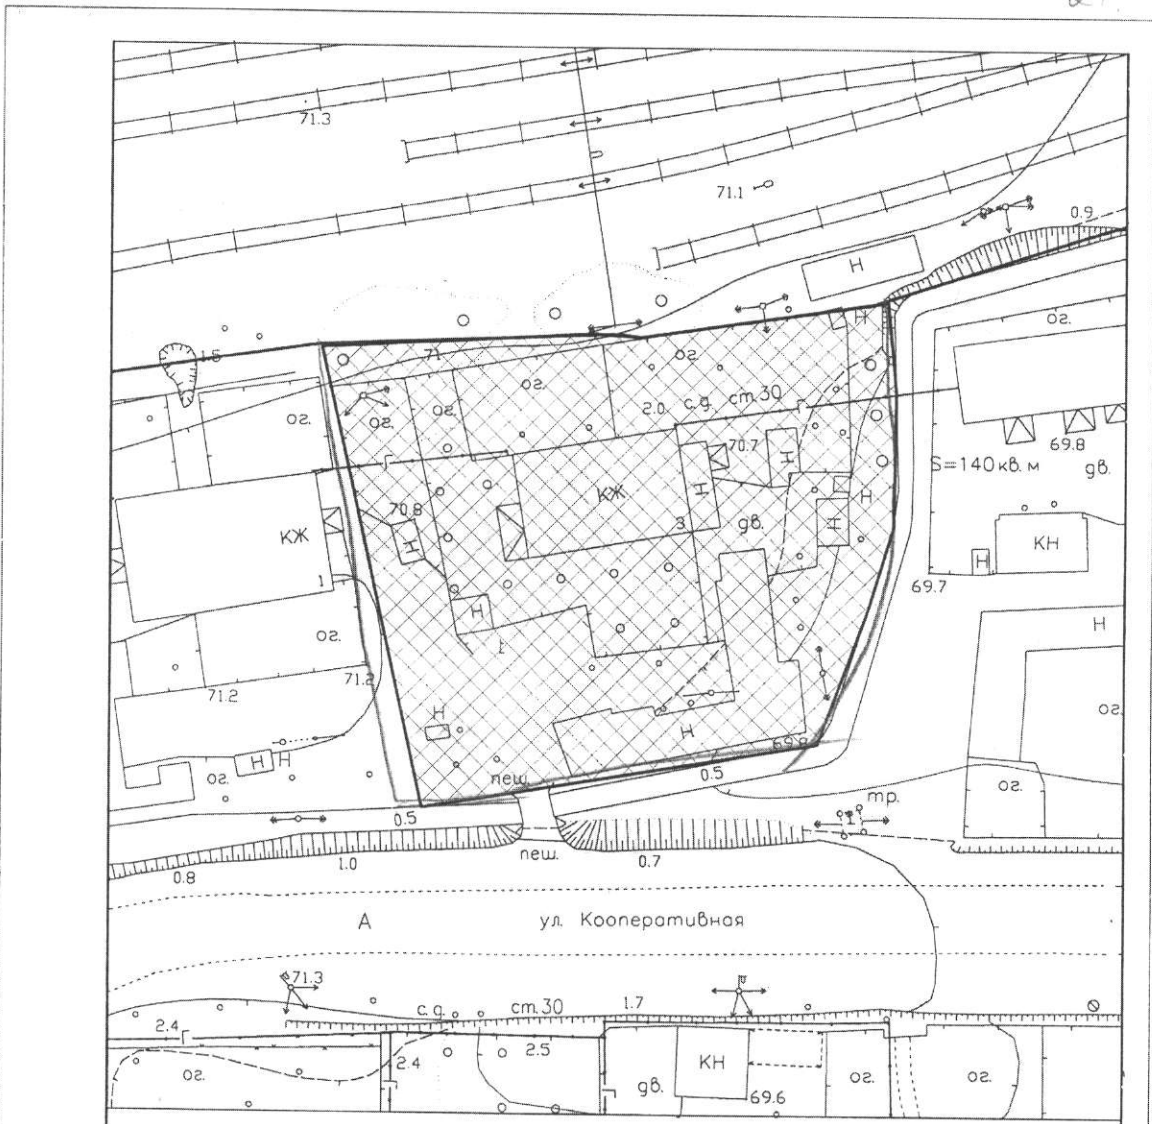 71.3
71.1
0.9
Н
Н
ог.
1.5
71
ог.
ог.
ог.
ог.
ог.
2.0 с.д. ст.30
70.7
69.8
S=140кв. м
дв.
КЖ
Н
Н
Н
70.8
КЖ
3
дв.
Н
Н
КН
Н
1
69.7
Н
ог.
Н
71.2
71.2
Н
Н
Н Н
69.8
ог.
ог.
пеш.
0.5
ог.
тр.
0.5
1
пеш.
0.8
1.0
0.7
А
ул. Кооперативная
71.3
с.д. ст.30
1.7
2.4
2.4
2.5
ог.
дв.
КН
69.6
ог.
ог.